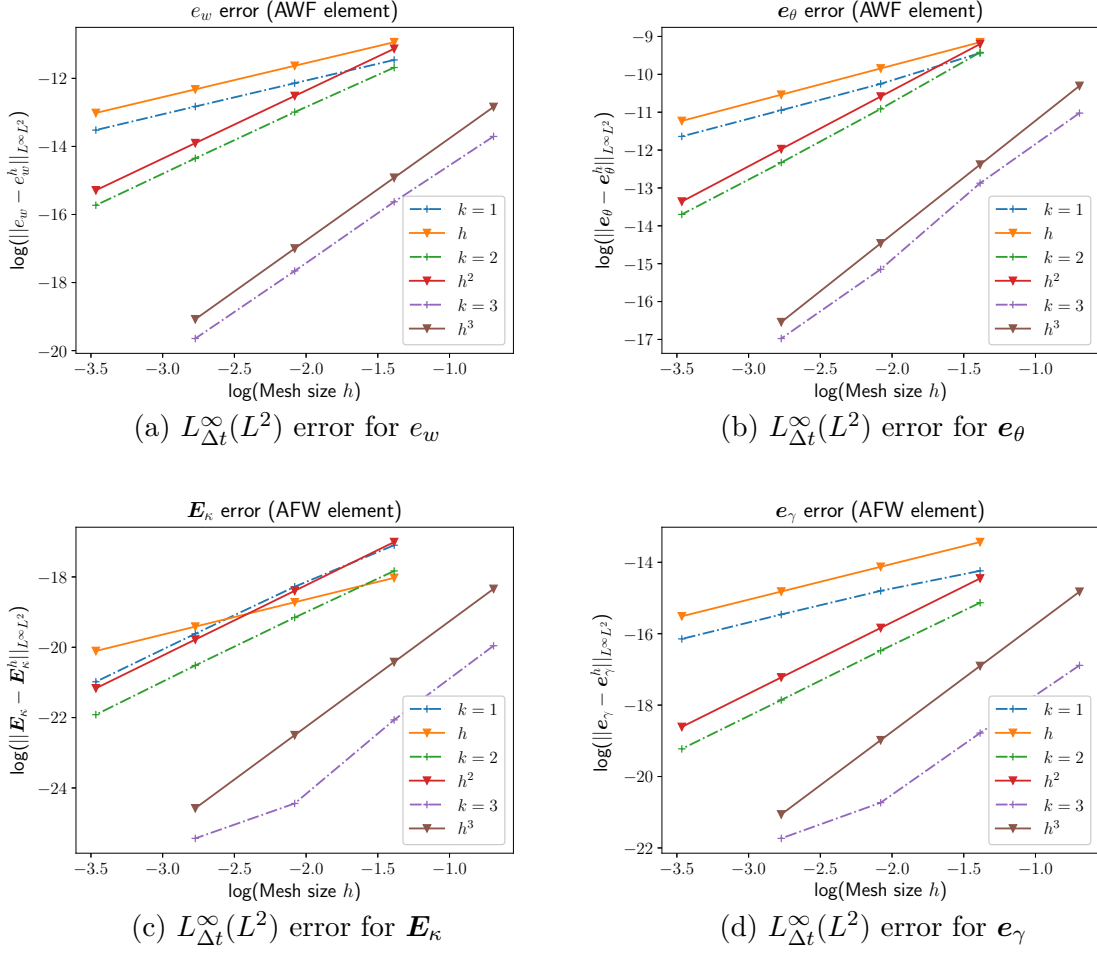 e_w error (AWF element)
log(||e_w − e_w^h||_{L^∞ L^2})
−12
−14
−16
−18
−20
−3.5 −3.0 −2.5 −2.0 −1.5 −1.0
log(Mesh size h)
k = 1
h
k = 2
h^2
k = 3
h^3
(a) L^∞_{Δt}(L^2) error for e_w
e_θ error (AWF element)
log(||e_θ − e_θ^h||_{L^∞ L^2})
−9
−10
−11
−12
−13
−14
−15
−16
−17
−3.5 −3.0 −2.5 −2.0 −1.5 −1.0
log(Mesh size h)
k = 1
h
k = 2
h^2
k = 3
h^3
(b) L^∞_{Δt}(L^2) error for e_θ
E_κ error (AFW element)
log(||E_κ − E_κ^h||_{L^∞ L^2})
−18
−20
−22
−24
−3.5 −3.0 −2.5 −2.0 −1.5 −1.0
log(Mesh size h)
k = 1
h
k = 2
h^2
k = 3
h^3
(c) L^∞_{Δt}(L^2) error for E_κ
e_γ error (AFW element)
log(||e_γ − e_γ^h||_{L^∞ L^2})
−14
−16
−18
−20
−22
−3.5 −3.0 −2.5 −2.0 −1.5 −1.0
log(Mesh size h)
k = 1
h
k = 2
h^2
k = 3
h^3
(d) L^∞_{Δt}(L^2) error for e_γ